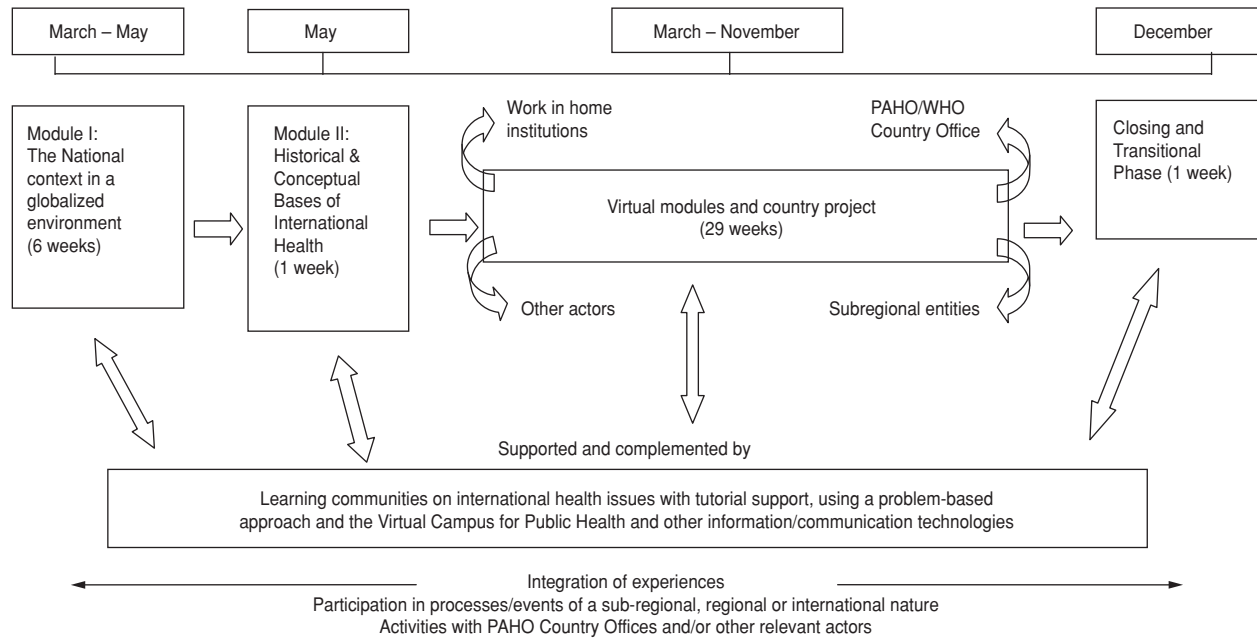 March – May
May
March – November
December
Module I:
The National
context in a
globalized
environment
(6 weeks)
Module II:
Historical &
Conceptual
Bases of
International
Health
(1 week)
Work in home
institutions
PAHO/WHO
Country Office
Virtual modules and country project
(29 weeks)
Other actors
Subregional entities
Closing and
Transitional
Phase (1 week)
Supported and complemented by
Learning communities on international health issues with tutorial support, using a problem-based
approach and the Virtual Campus for Public Health and other information/communication technologies
Integration of experiences
Participation in processes/events of a sub-regional, regional or international nature
Activities with PAHO Country Offices and/or other relevant actors